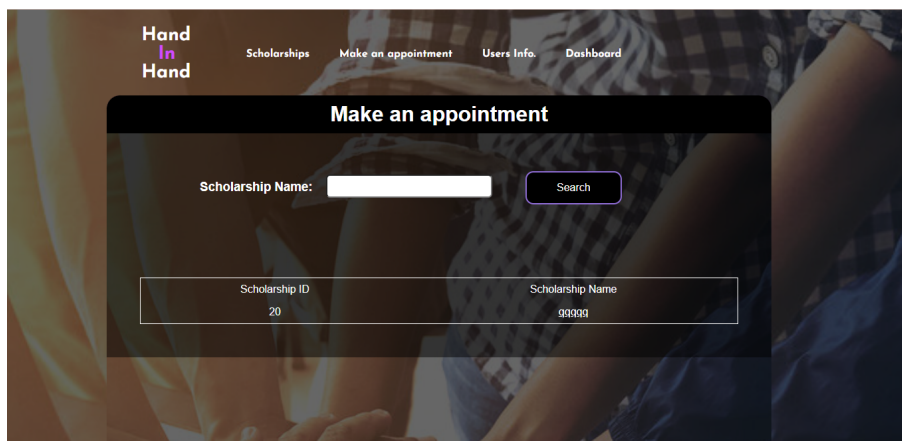 Hand
In
Hand
Scholarships Make an appointment Users Info. Dashboard
Make an appointment
Scholarship Name: Search
Scholarship ID Scholarship Name
20 ggggg